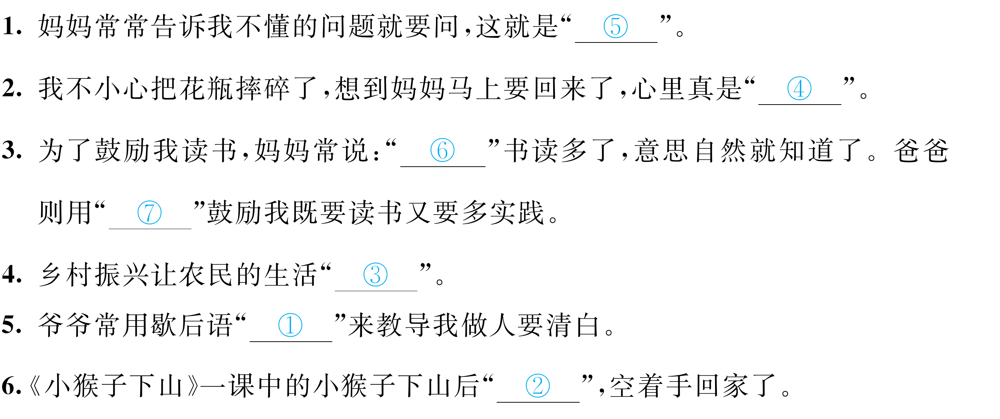 1. 妈妈常常告诉我不懂的问题就要问,这就是“ ⑤ ”。
2. 我不小心把花瓶摔碎了,想到妈妈马上要回来了,心里真是“ ④ ”。
3. 为了鼓励我读书,妈妈常说:“ ⑥ ”书读多了,意思自然就知道了。爸爸
则用“ ⑦ ”鼓励我既要读书又要多实践。
4. 乡村振兴让农民的生活“ ③ ”。
5. 爷爷常用歇后语“ ① ”来教导我做人要清白。
6.《小猴子下山》一课中的小猴子下山后“ ② ”,空着手回家了。